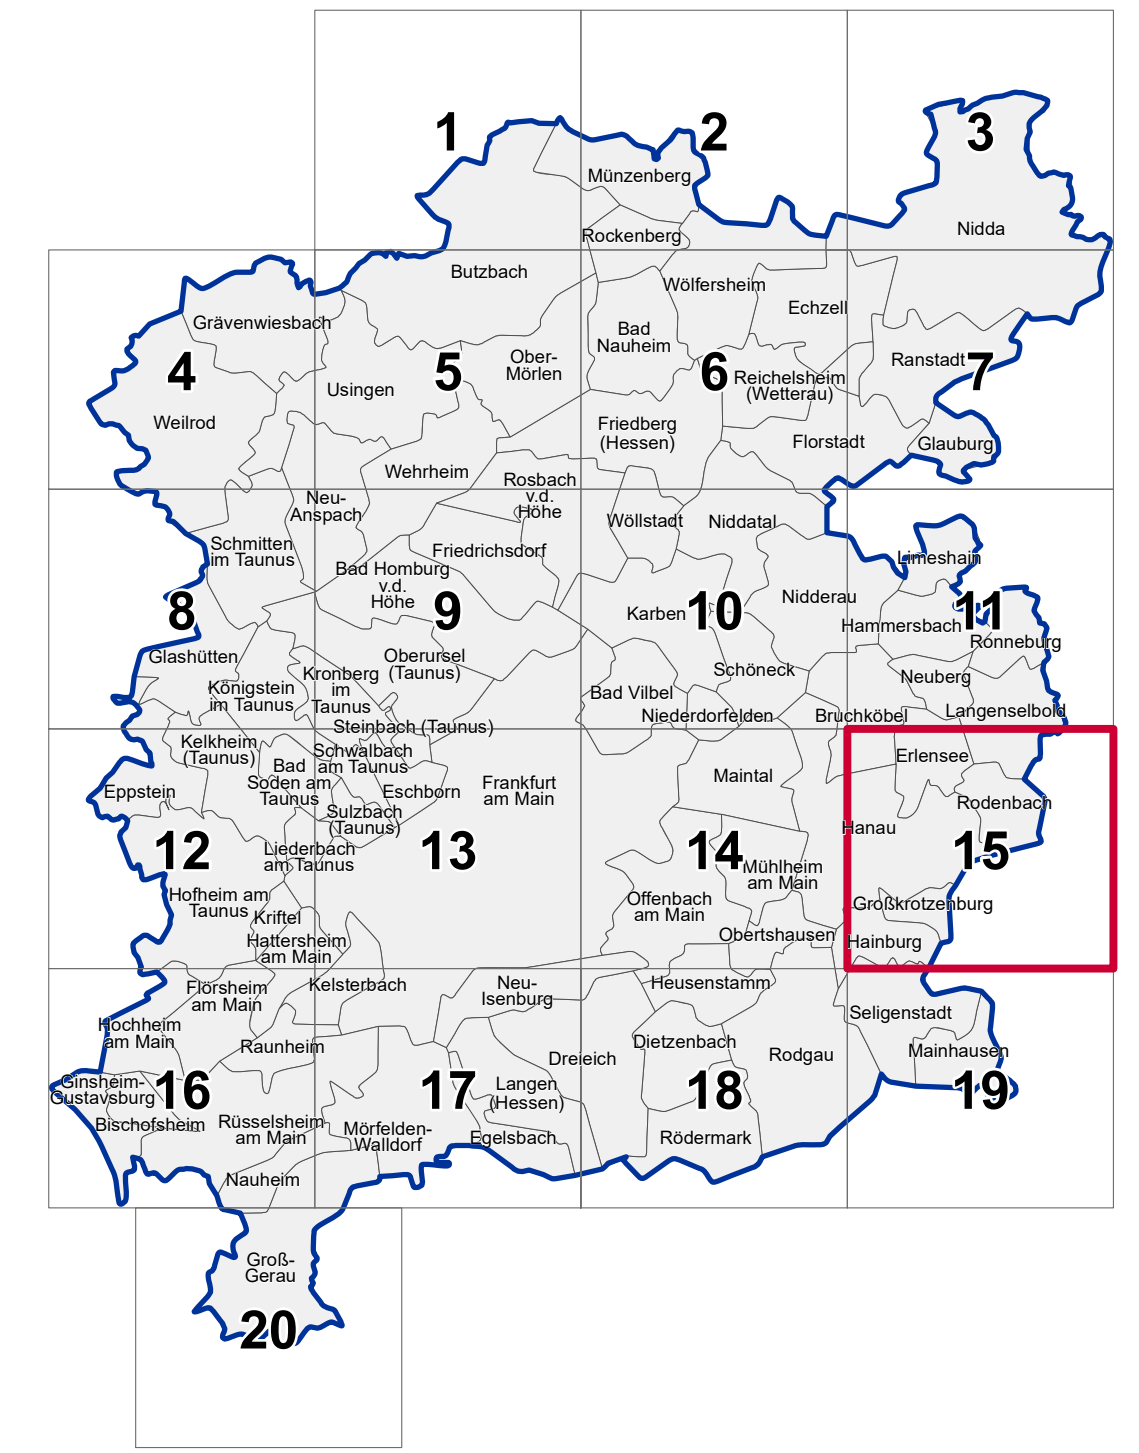 1
2
3
Münzenberg
Rockenberg
Nidda
Butzbach
Wölfersheim
Echzell
Grävenwiesbach
Bad
Nauheim
Ober-
Mörlen
Ranstadt
4
5
6
7
Usingen
Reichelsheim
(Wetterau)
Weilrod
Friedberg
(Hessen)
Florstadt
Glauburg
Wehrheim
Rosbach
v.d.
Höhe
Neu-
Anspach
Wöllstadt
Niddatal
Schmitten
im Taunus
Friedrichsdorf
Limeshain
Bad Homburg
v.d.
Höhe
8
9
10
11
Nidderau
Karben
Hammersbach
Ronneburg
Glashütten
Oberursel
(Taunus)
Schöneck
Neuberg
Königstein
im Taunus
Kronberg
im
Taunus
Bad Vilbel
Niederdorfelden
Bruchköbel
Langenselbold
Steinbach (Taunus)
Kelkheim
(Taunus)
Schwalbach
am Taunus
Erlensee
Bad
Soden am
Taunus
Maintal
Eppstein
Eschborn
Frankfurt
am Main
Rodenbach
Sulzbach
(Taunus)
Hanau
12
13
14
15
Liederbach
am Taunus
Mühlheim
am Main
Hofheim am
Taunus
Offenbach
am Main
Großkrotzenburg
Kriftel
Obertshausen
Hainburg
Hattersheim
am Main
Flörsheim
am Main
Kelsterbach
Neu-
Isenburg
Heusenstamm
Seligenstadt
Hochheim
am Main
Raunheim
Dietzenbach
Dreieich
Rodgau
Mainhausen
Ginsheim-
Gustavsburg
16
17
18
19
Langen
(Hessen)
Bischofsheim
Rüsselsheim
am Main
Mörfelden-
Walldorf
Egelsbach
Rödermark
Nauheim
Groß-
Gerau
20